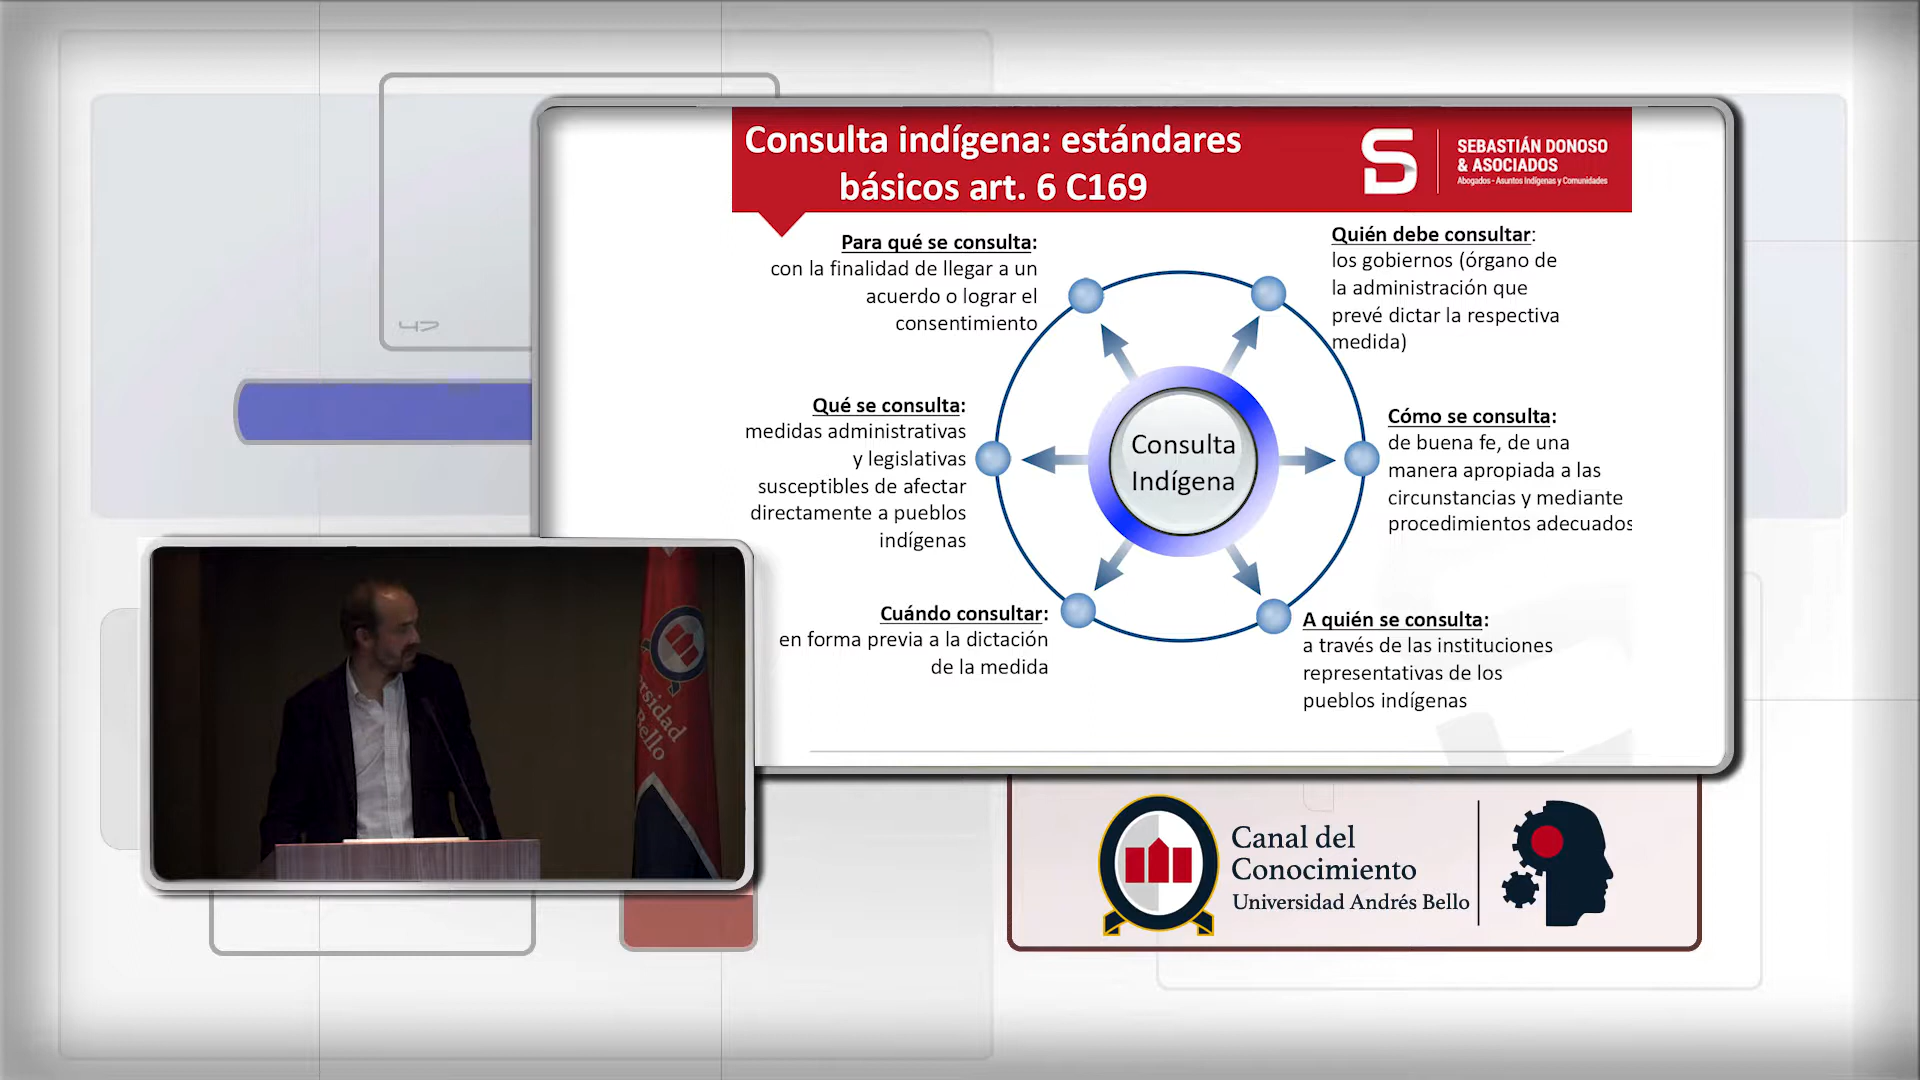 Consulta indígena: estándares
básicos art. 6 C169
SEBASTIÁN DONOSO
& ASOCIADOS
Abogados - Asuntos Indígenas y Comunidades
Para qué se consulta:
con la finalidad de llegar a un
acuerdo o lograr el
consentimiento
Quién debe consultar:
los gobiernos (órgano de
la administración que
prevé dictar la respectiva
medida)
Qué se consulta:
medidas administrativas
y legislativas
susceptibles de afectar
directamente a pueblos
indígenas
Consulta
Indígena
Cómo se consulta:
de buena fe, de una
manera apropiada a las
circunstancias y mediante
procedimientos adecuados
Cuándo consultar:
en forma previa a la dictación
de la medida
A quién se consulta:
a través de las instituciones
representativas de los
pueblos indígenas
ersidad
Bello
Canal del
Conocimiento
Universidad Andrés Bello